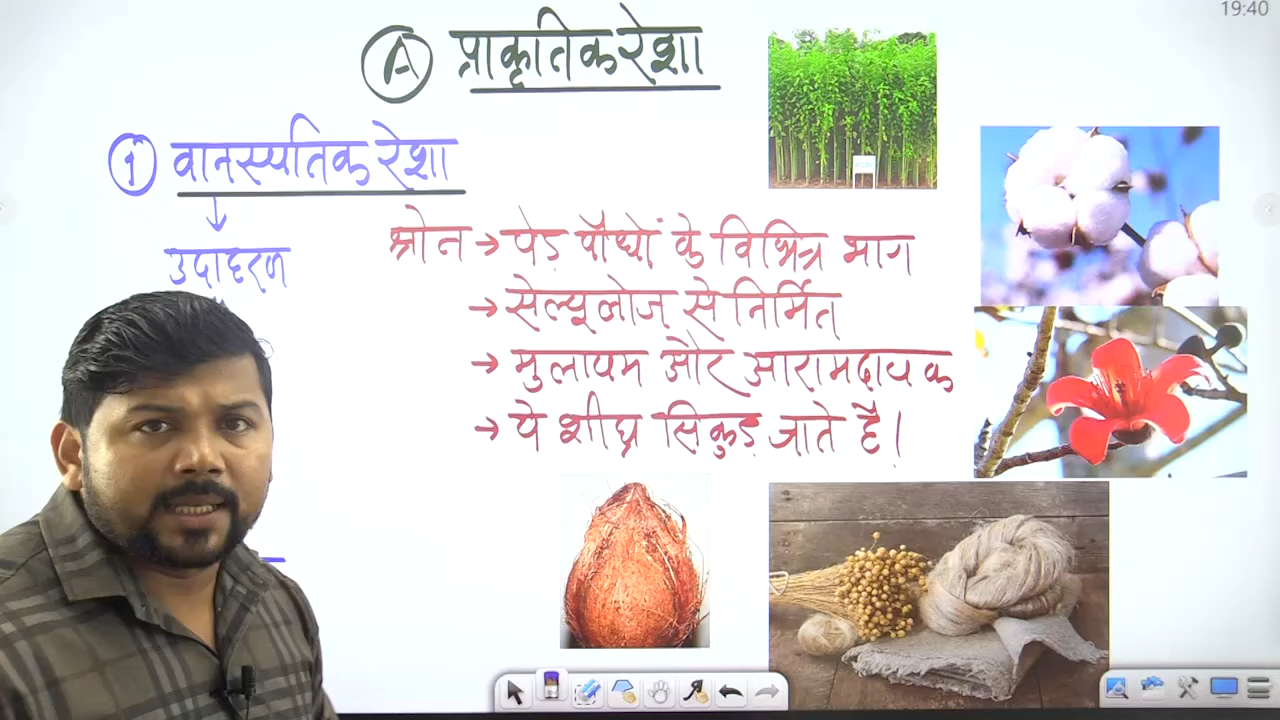 19:40
A प्राकृतिक रेशा
1 वानस्पतिक रेशा
उदाहरण
श्रोत → पेड़ पौधों के विभिन्न भाग
→ सेल्यूलोज से निर्मित
→ मुलायम और आरामदायक
→ ये शीघ्र सिकुड़ जाते है।